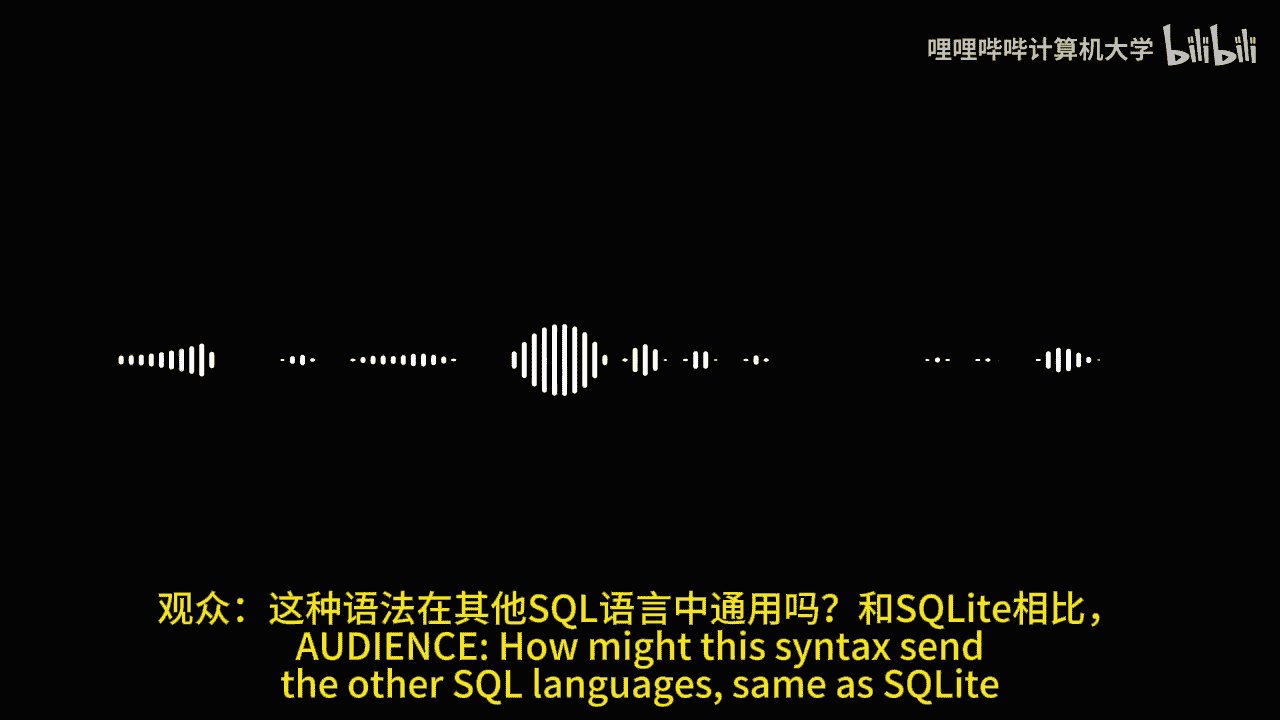 哩哩哔哔计算机大学 bilibili
观众：这种语法在其他SQL语言中通用吗？和SQLite相比，
AUDIENCE: How might this syntax send
the other SQL languages, same as SQLite